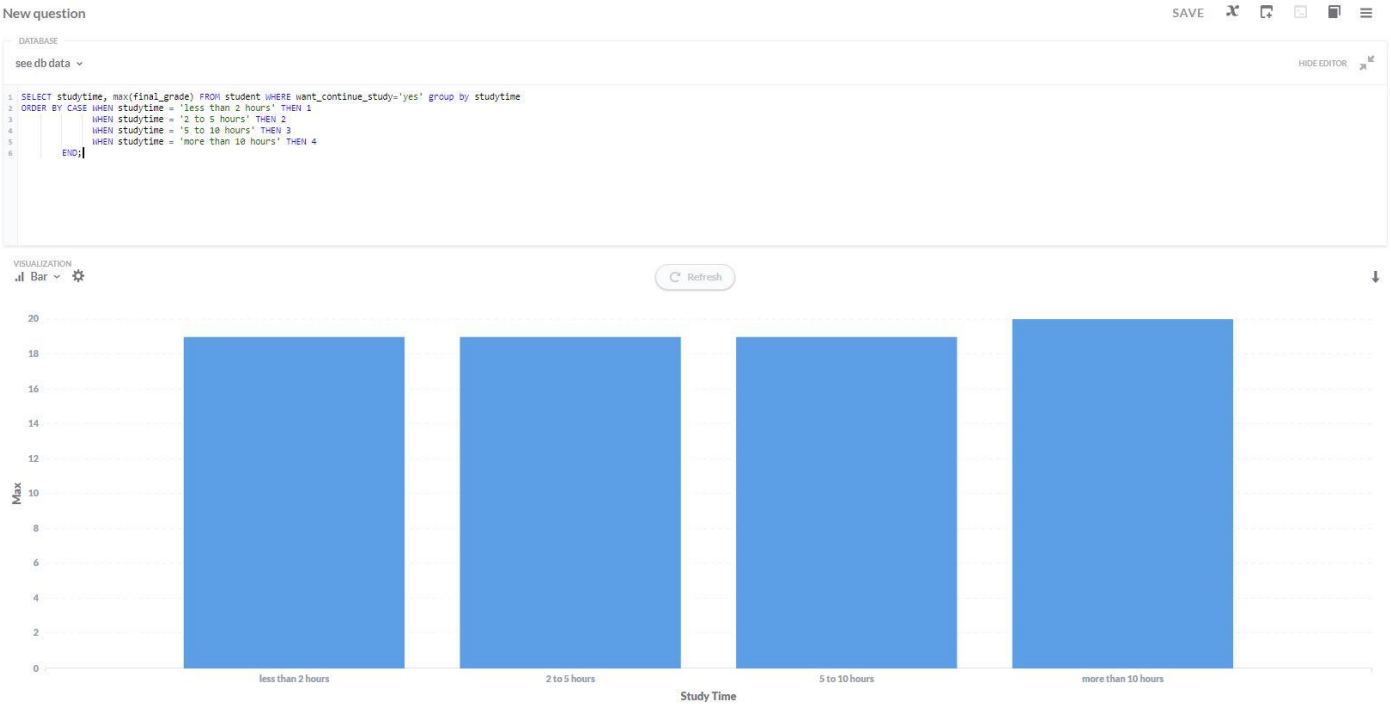 New question
SAVE
DATABASE
see db data
HIDE EDITOR
1 SELECT studytime, max(final_grade) FROM student WHERE want_continue_study='yes' group by studytime
2 ORDER BY CASE WHEN studytime = 'less than 2 hours' THEN 1
3 WHEN studytime = '2 to 5 hours' THEN 2
4 WHEN studytime = '5 to 10 hours' THEN 3
5 WHEN studytime = 'more than 10 hours' THEN 4
6 END;
VISUALIZATION
Bar
Refresh
20
18
16
14
12
10
8
6
4
2
0
Max
less than 2 hours
2 to 5 hours
5 to 10 hours
more than 10 hours
Study Time